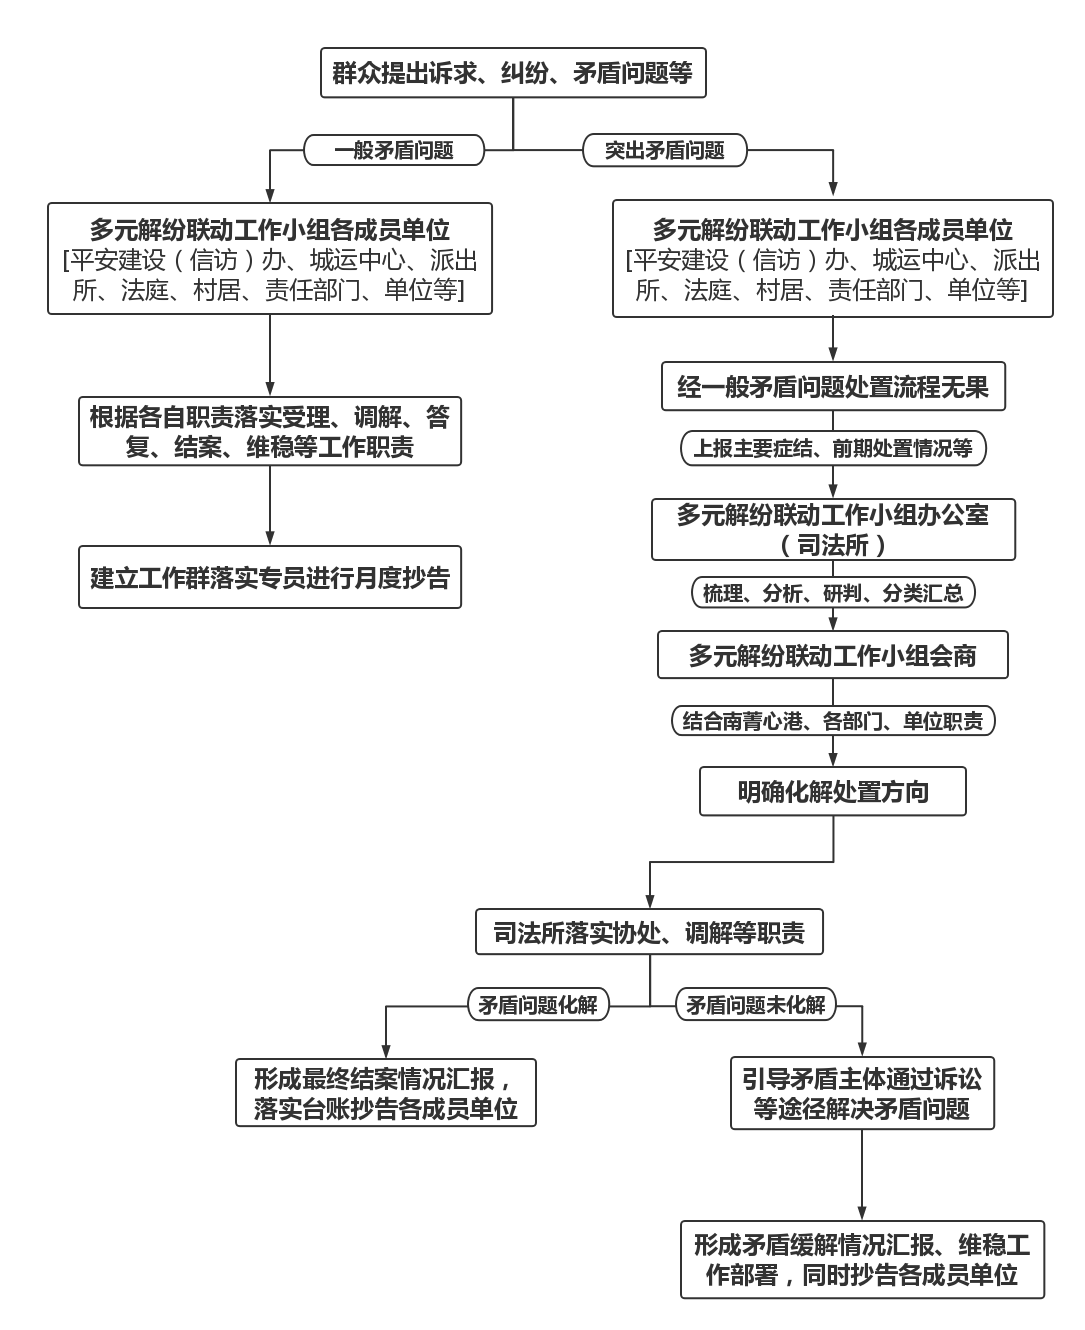 群众提出诉求、纠纷、矛盾问题等
一般矛盾问题
突出矛盾问题
多元解纷联动工作小组各成员单位
[平安建设（信访）办、城运中心、派出
所、法庭、村居、责任部门、单位等]
多元解纷联动工作小组各成员单位
[平安建设（信访）办、城运中心、派出
所、法庭、村居、责任部门、单位等]
根据各自职责落实受理、调解、答
复、结案、维稳等工作职责
建立工作群落实专员进行月度抄告
经一般矛盾问题处置流程无果
上报主要症结、前期处置情况等
多元解纷联动工作小组办公室
（司法所）
梳理、分析、研判、分类汇总
多元解纷联动工作小组会商
结合南菁心港、各部门、单位职责
明确化解处置方向
司法所落实协处、调解等职责
矛盾问题化解
矛盾问题未化解
形成最终结案情况汇报，
落实台账抄告各成员单位
引导矛盾主体通过诉讼
等途径解决矛盾问题
形成矛盾缓解情况汇报、维稳工
作部署，同时抄告各成员单位